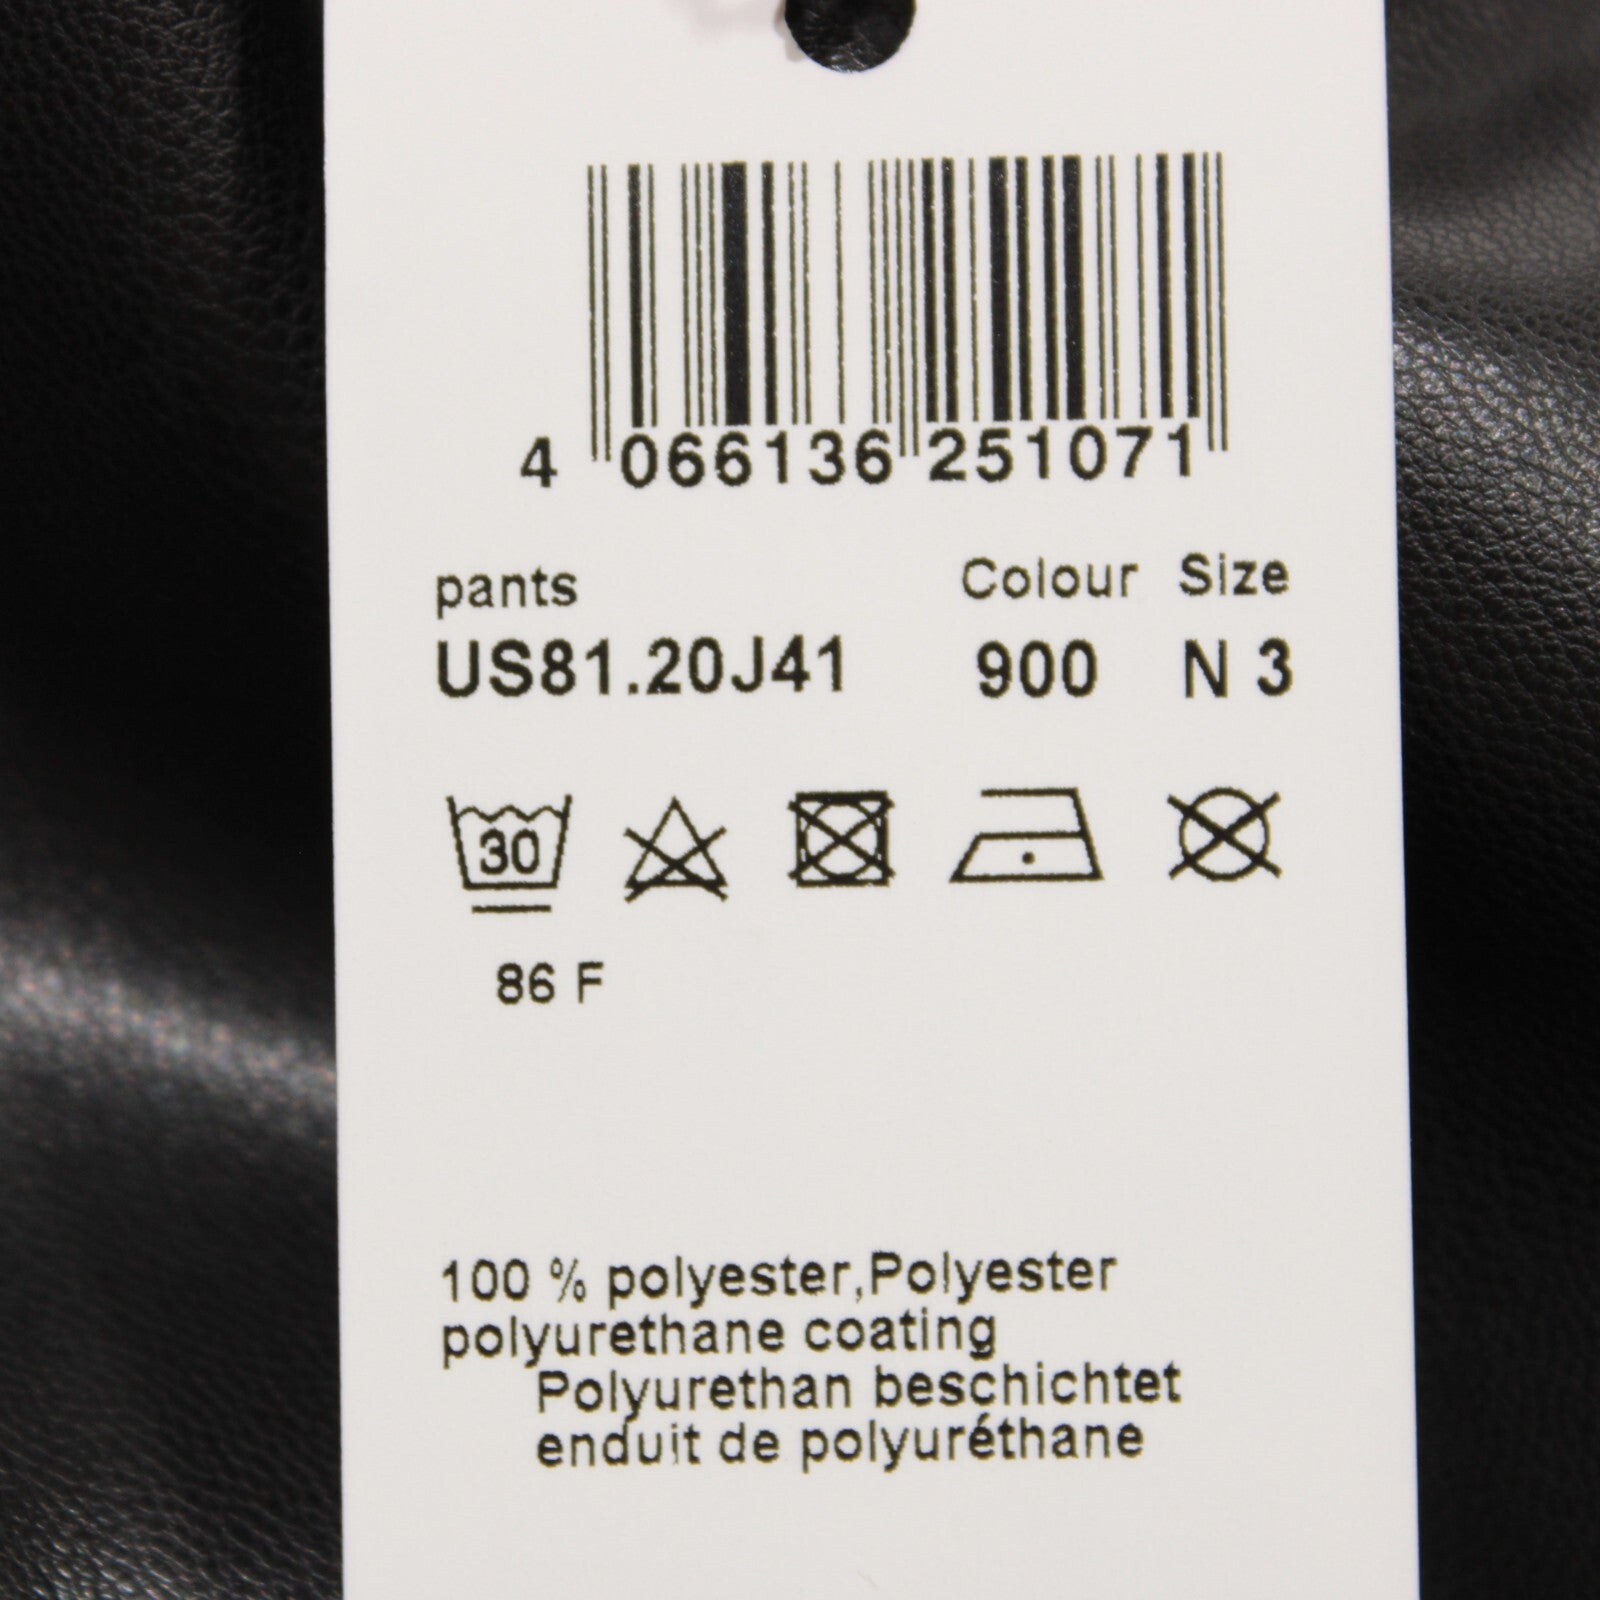 4 066136 251071
pants Colour Size
US81.20J41 900 N 3
30
86 F
100 % polyester,Polyester
polyurethane coating
Polyurethan beschichtet
enduit de polyuréthane